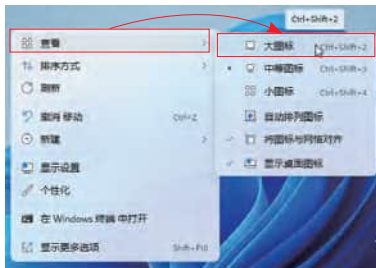 Ctrl+Shift+2
查看
大图标 Ctrl+Shift+2
排序方式
中等图标 Ctrl+Shift+3
刷新
小图标 Ctrl+Shift+4
撤消 移动 Ctrl+Z
自动排列图标
新建
将图标与网格对齐
显示设置
显示桌面图标
个性化
在 Windows 终端 中打开
显示更多选项 Shift+F10